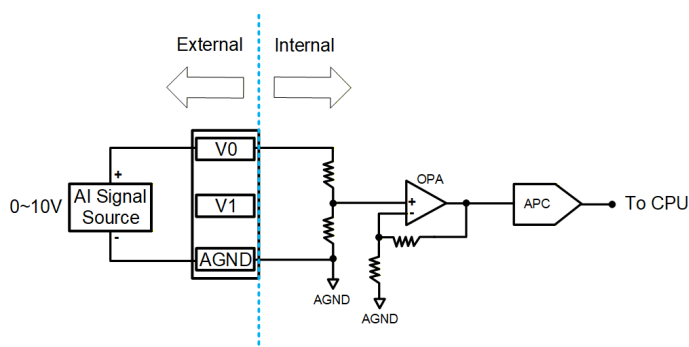 External
Internal
V0
+
OPA
0~10V
AI Signal
Source
V1
+
-
APC
To CPU
-
AGND
AGND
AGND